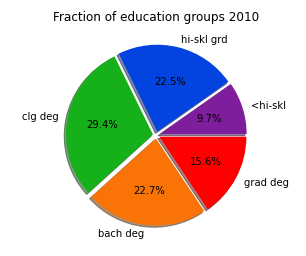 Fraction of education groups 2010
hi-skl grd
22.5%
<hi-skl
9.7%
clg deg
29.4%
15.6%
grad deg
22.7%
bach deg